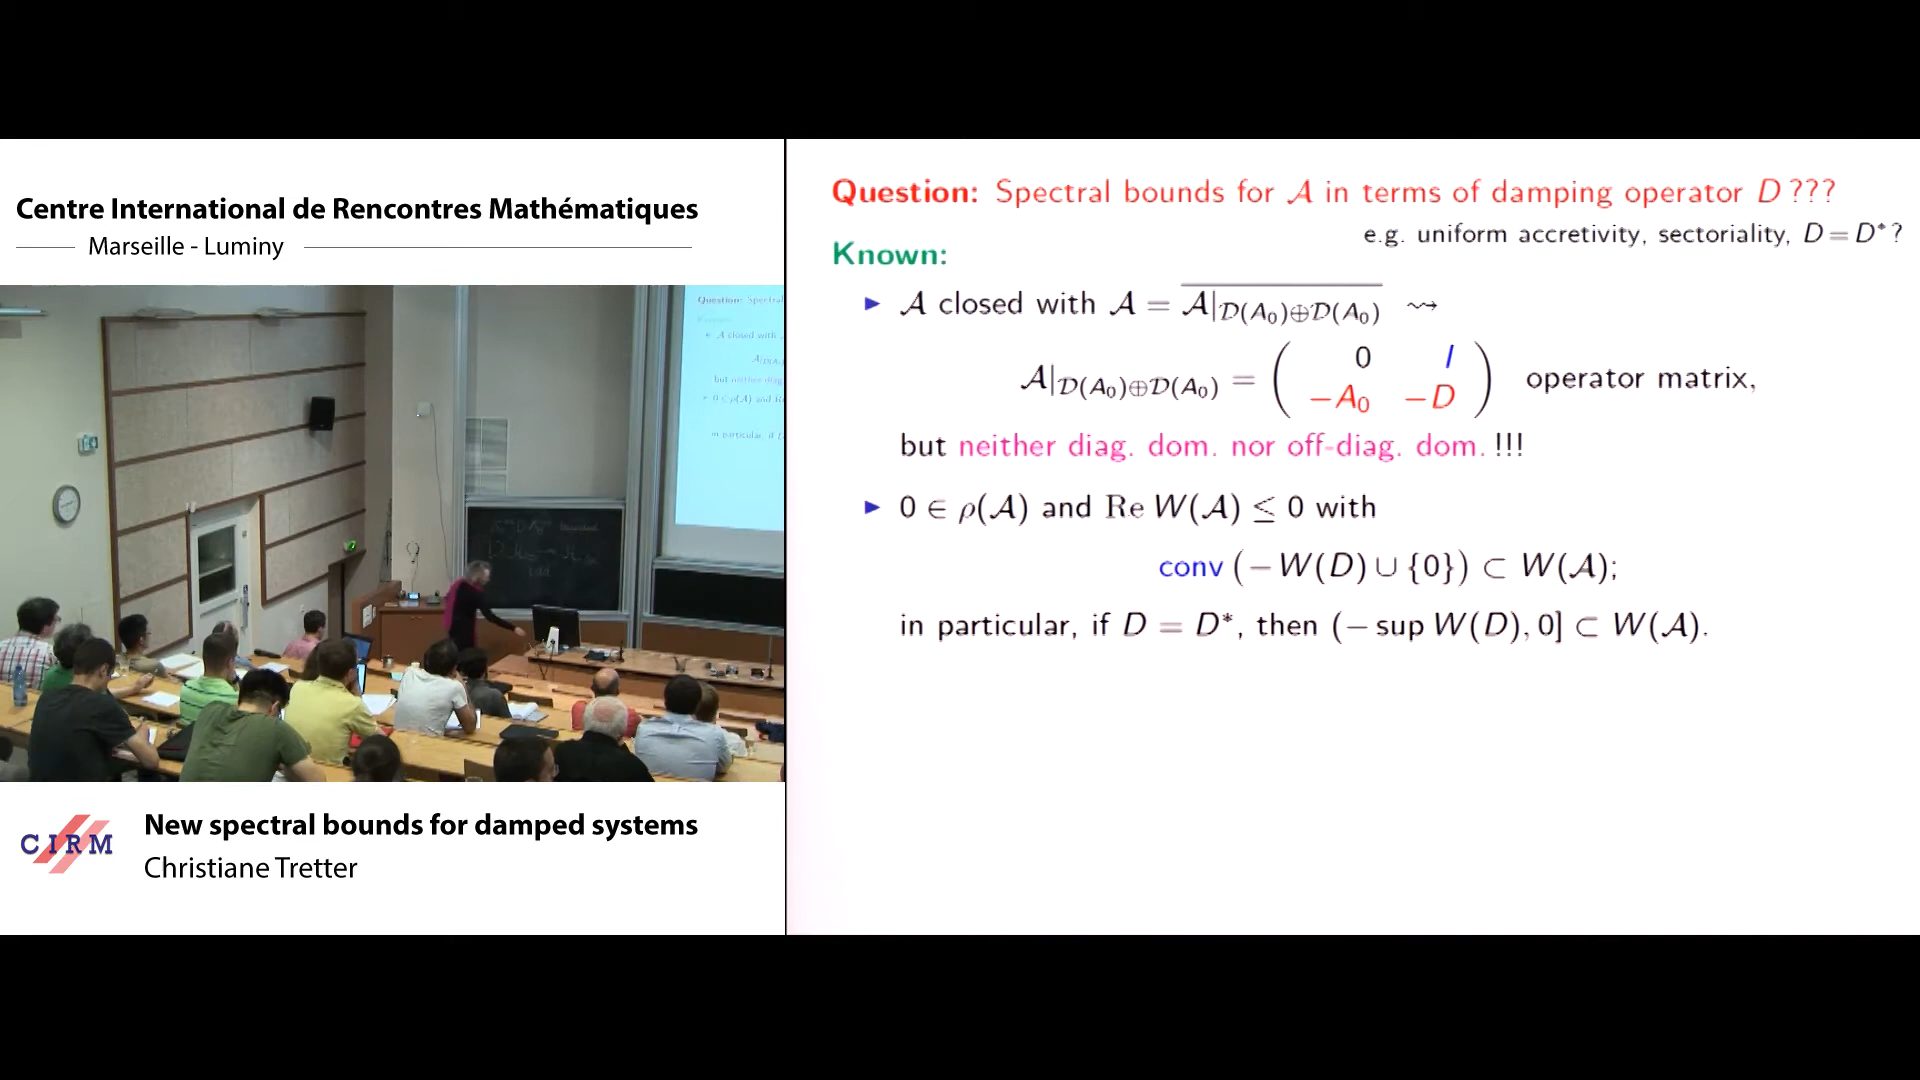 Centre International de Rencontres Mathématiques
Marseille - Luminy
CIRM
New spectral bounds for damped systems
Christiane Tretter
Question: Spectral bounds for 𝒜 in terms of damping operator D ???
e.g. uniform accretivity, sectoriality, D = D* ?
Known:
▶ 𝒜 closed with 𝒜 = \overline{𝒜|_{𝒟(A₀)⊕𝒟(A₀)}} ⇝
𝒜|_{𝒟(A₀)⊕𝒟(A₀)} = ( 0 I
−A₀ −D ) operator matrix,
but neither diag. dom. nor off-diag. dom. !!!
▶ 0 ∈ ρ(𝒜) and Re W(𝒜) ≤ 0 with
conv (− W(D) ∪ {0}) ⊂ W(𝒜);
in particular, if D = D*, then (− sup W(D), 0] ⊂ W(𝒜).